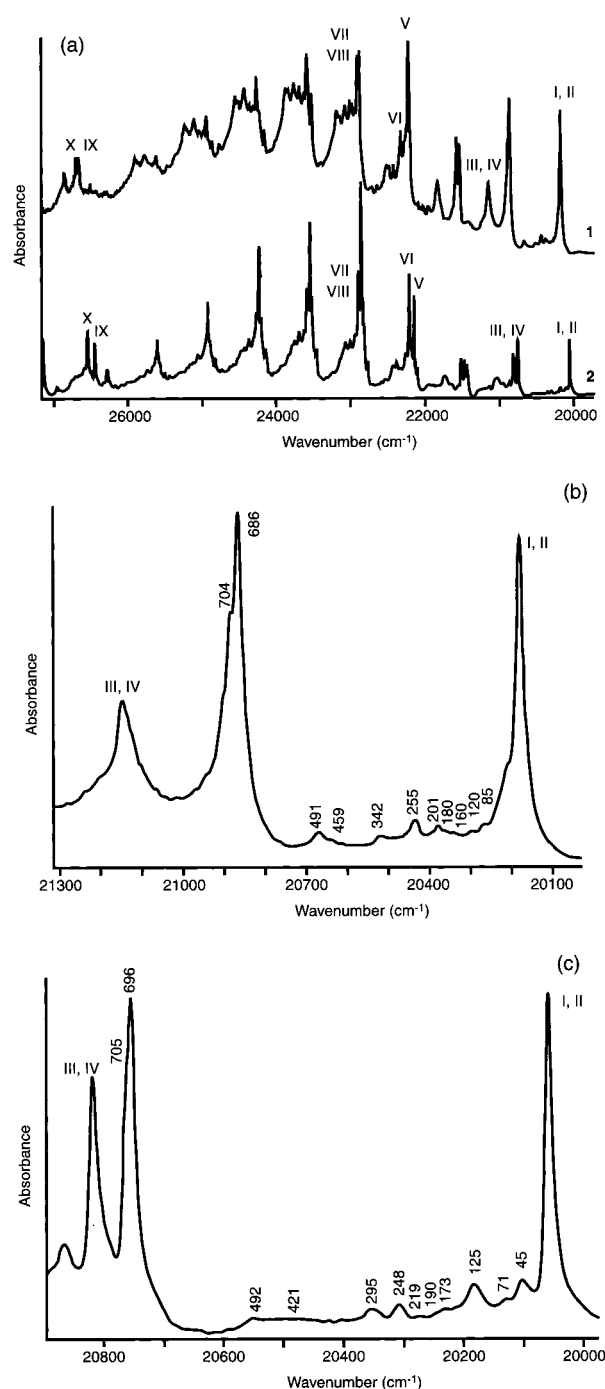 (a)
VII
VIII
V
I, II
VI
X IX
III, IV
1
Absorbance
VII
VIII
VI
V
X
IX
III, IV
I, II
2
26000 24000 22000 20000
Wavenumber (cm-1)
(b)
686
I, II
704
III, IV
Absorbance
491
459
342
255
201
180
160
120
85
21300 21000 20700 20400 20100
Wavenumber (cm-1)
(c)
696
I, II
705
III, IV
Absorbance
492
421
295
248
219
190
173
125
71
45
20800 20600 20400 20200 20000
Wavenumber (cm-1)